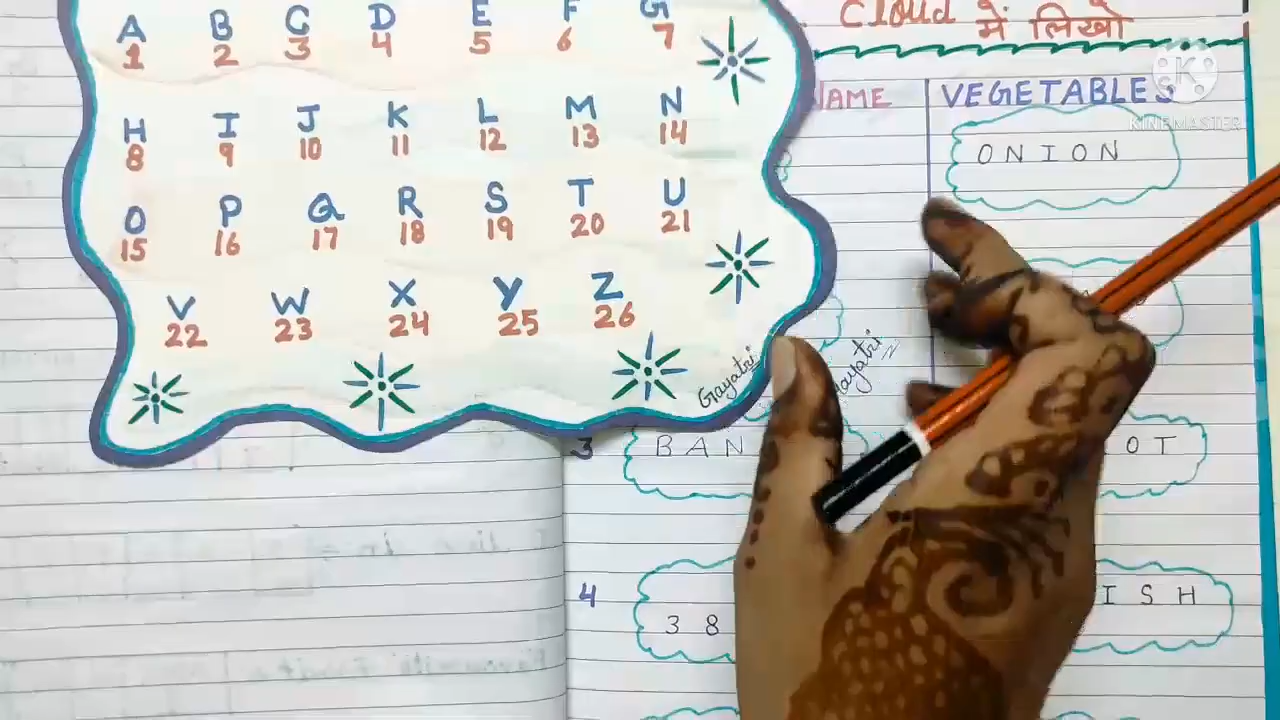 A B C D E F G
1 2 3 4 5 6 7
H I J K L M N
8 9 10 11 12 13 14
O P Q R S T U
15 16 17 18 19 20 21
V W X Y Z
22 23 24 25 26
Gayatri
Cloud में लिखो
NAME VEGETABLES
KINEMASTER
ONION
3 BAN OT
4 ISH
38